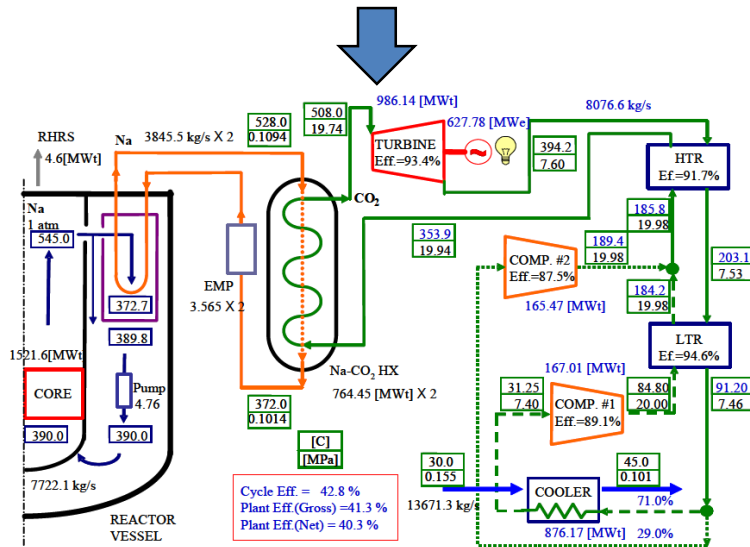 986.14 [MWt]
508.0
19.74
528.0
0.1094
627.78 [MWe]
8076.6 kg/s
RHRS
4.6[MWt]
Na
3845.5 kg/s X 2
TURBINE
Eff.=93.4%
~
394.2
7.60
HTR
Ef.=91.7%
CO2
Na
1 atm
545.0
185.8
19.98
353.9
19.94
189.4
19.98
COMP. #2
Eff.=87.5%
203.1
7.53
EMP
3.565 X 2
372.7
184.2
19.98
165.47 [MWt]
389.8
LTR
Ef.=94.6%
1521.6[MWt]
Na-CO2 HX
764.45 [MWt] X 2
167.01 [MWt]
CORE
Pump
4.76
372.0
0.1014
31.25
7.40
COMP. #1
Eff.=89.1%
84.80
20.00
91.20
7.46
390.0
390.0
[C]
[MPa]
30.0
0.155
45.0
0.101
7722.1 kg/s
Cycle Eff. = 42.8 %
Plant Eff.(Gross) =41.3 %
Plant Eff.(Net) = 40.3 %
13671.3 kg/s
COOLER
71.0%
REACTOR
VESSEL
876.17 [MWt]
29.0%